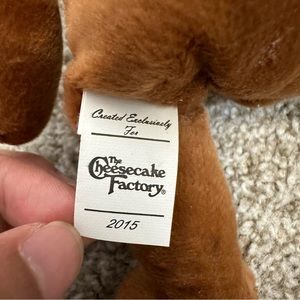 Created Exclusively
For
The
Cheesecake
Factory®
2015